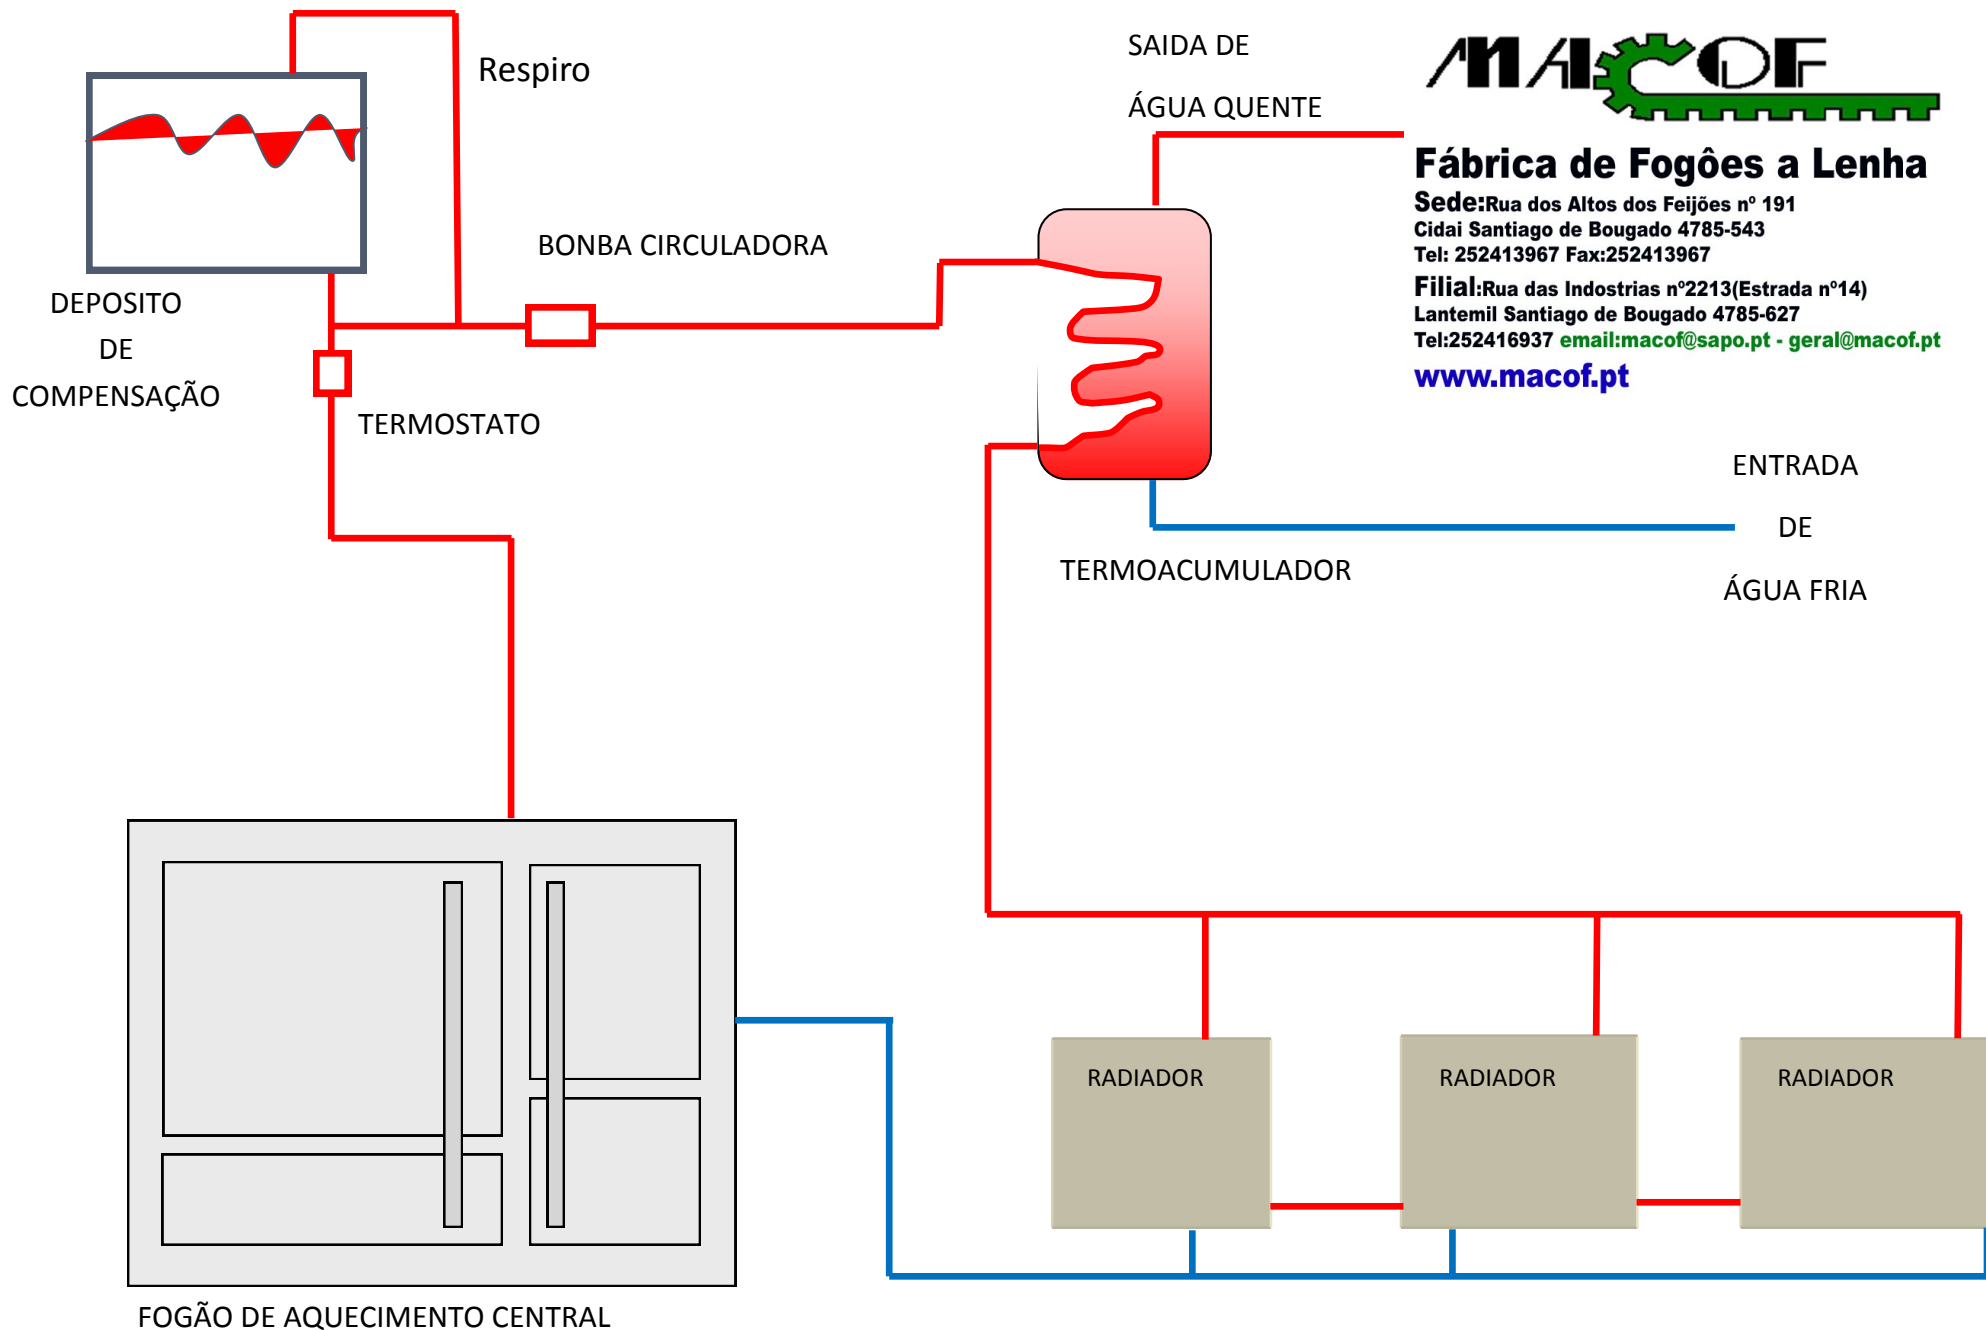 Respiro
SAIDA DE
ÁGUA QUENTE
MACOF
Fábrica de Fogões a Lenha
Sede:Rua dos Altos dos Feijões nº 191
Cidai Santiago de Bougado 4785-543
Tel: 252413967 Fax:252413967
Filial:Rua das Indostrias nº2213(Estrada nº14)
Lantemil Santiago de Bougado 4785-627
Tel:252416937 email:macof@sapo.pt - geral@macof.pt
www.macof.pt
BONBA CIRCULADORA
DEPOSITO
DE
COMPENSAÇÃO
TERMOSTATO
ENTRADA
DE
ÁGUA FRIA
TERMOACUMULADOR
RADIADOR
RADIADOR
RADIADOR
FOGÃO DE AQUECIMENTO CENTRAL